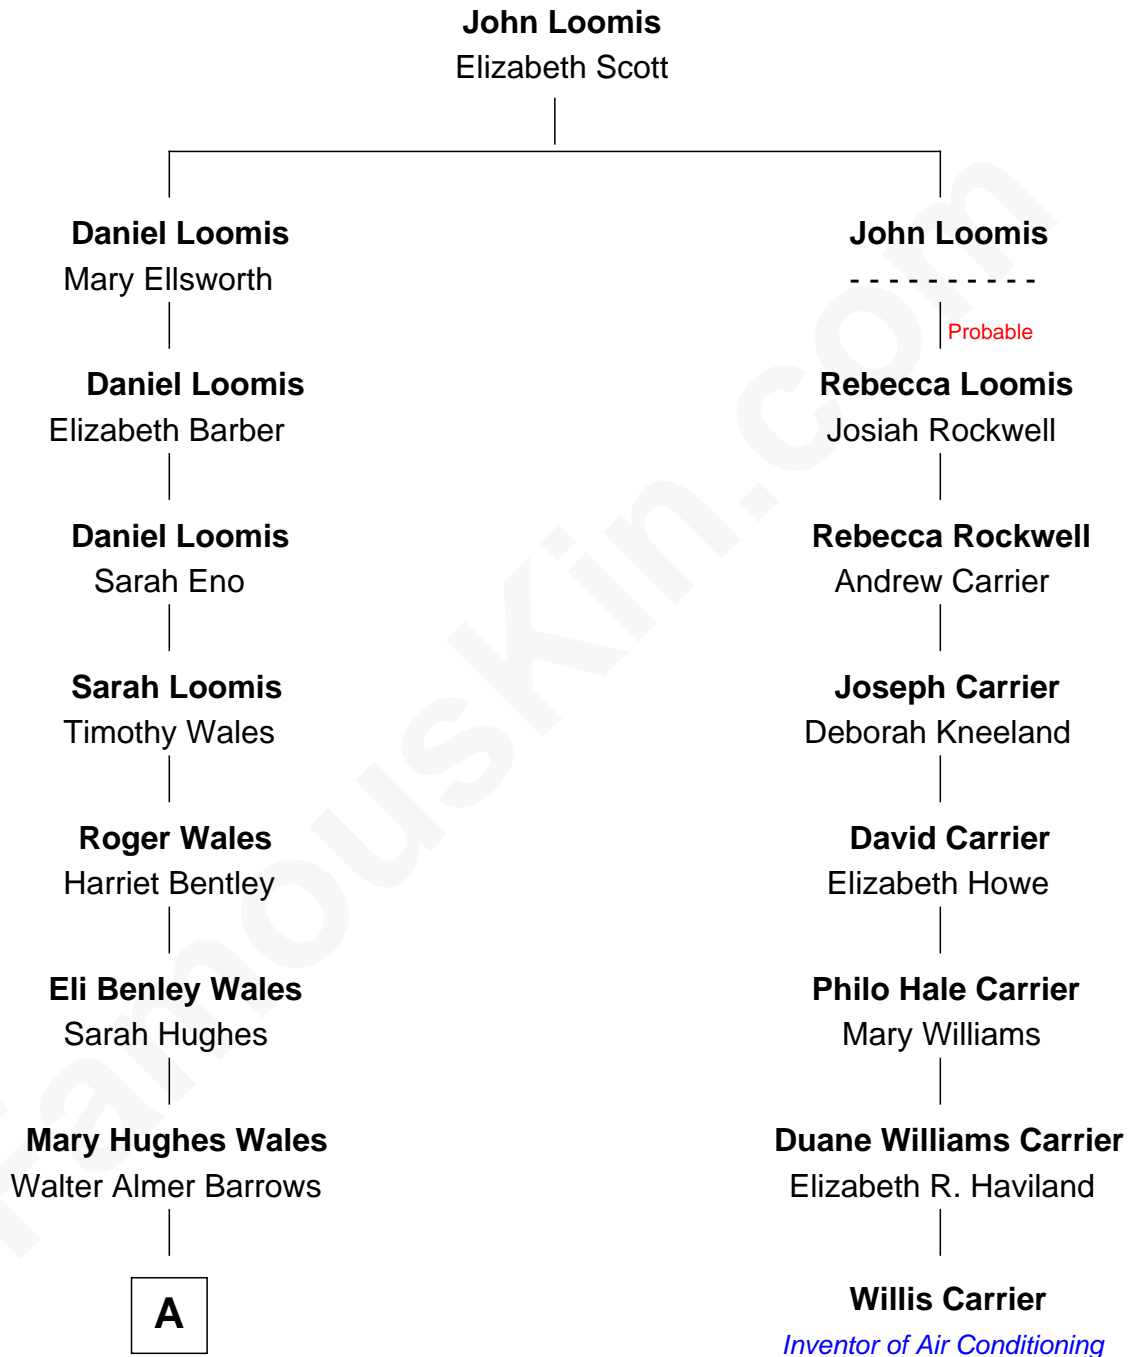 John Loomis
Elizabeth Scott
Daniel Loomis
Mary Ellsworth
Daniel Loomis
Elizabeth Barber
Daniel Loomis
Sarah Eno
Sarah Loomis
Timothy Wales
Roger Wales
Harriet Bentley
Eli Benley Wales
Sarah Hughes
Mary Hughes Wales
Walter Almer Barrows
A
John Loomis
- - - - - - - - - -
Probable
Rebecca Loomis
Josiah Rockwell
Rebecca Rockwell
Andrew Carrier
Joseph Carrier
Deborah Kneeland
David Carrier
Elizabeth Howe
Philo Hale Carrier
Mary Williams
Duane Williams Carrier
Elizabeth R. Haviland
Willis Carrier
Inventor of Air Conditioning
FamousKin.com